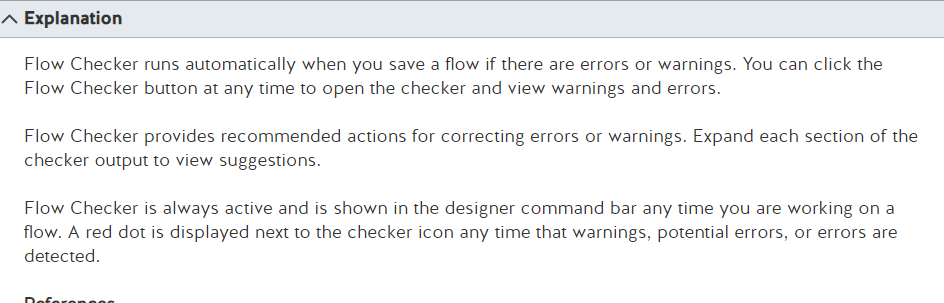 Explanation
Flow Checker runs automatically when you save a flow if there are errors or warnings. You can click the
Flow Checker button at any time to open the checker and view warnings and errors.
Flow Checker provides recommended actions for correcting errors or warnings. Expand each section of the
checker output to view suggestions.
Flow Checker is always active and is shown in the designer command bar any time you are working on a
flow. A red dot is displayed next to the checker icon any time that warnings, potential errors, or errors are
detected.
References